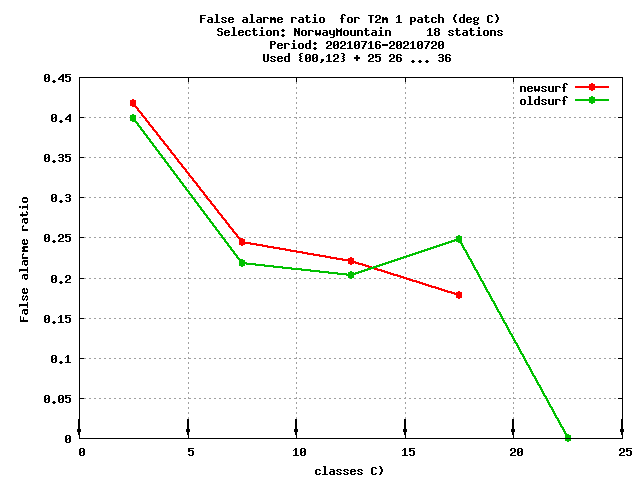 False alarme ratio  for T2m 1 patch (deg C)
Selection: NorwayMountain     18 stations
Period: 20210716-20210720
Used {00,12} + 25 26 ... 36
newsurf
oldsurf
0.45
0.4
0.35
0.3
0.25
0.2
0.15
0.1
0.05
0
False alarme ratio
0 5 10 15 20 25
classes C)